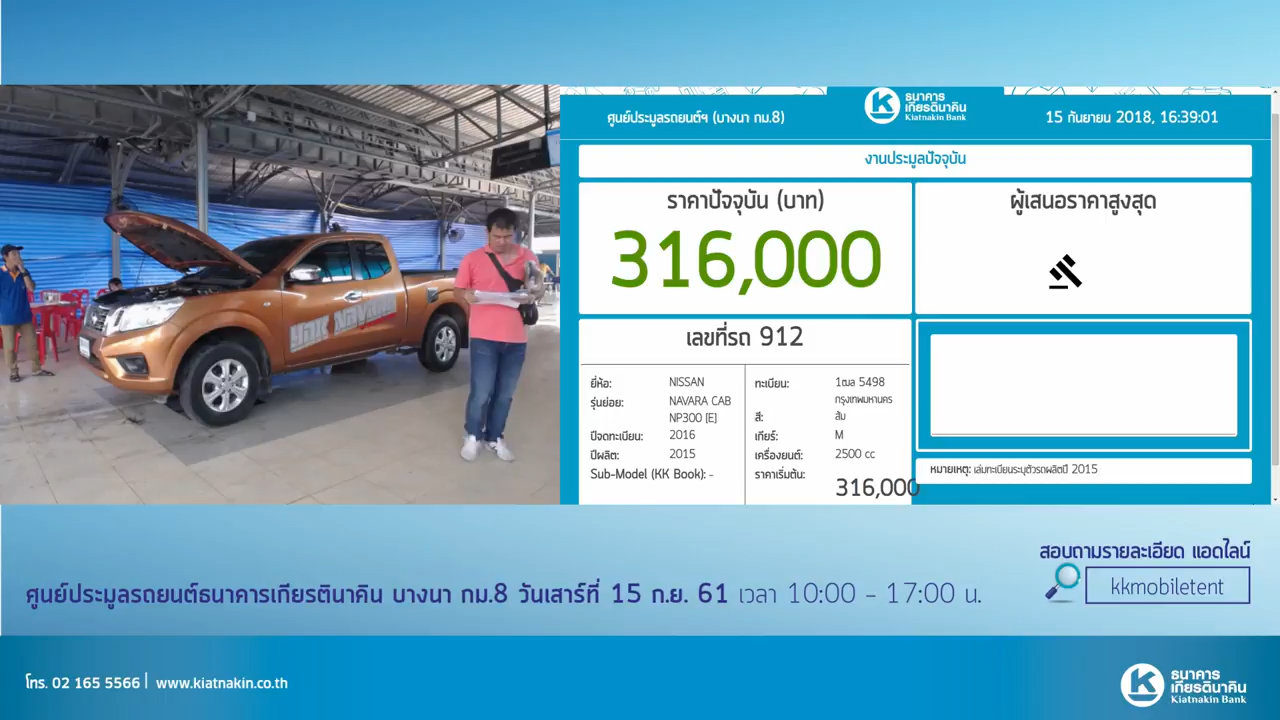 ศูนย์ประมูลรถยนต์ฯ (บางนา กม.8)
ธนาคาร
เกียรตินาคิน
Kiatnakin Bank
15 กันยายน 2018, 16:39:01
งานประมูลปัจจุบัน
ราคาปัจจุบัน (บาท)
316,000
ผู้เสนอราคาสูงสุด
เลขที่รถ 912
ยี่ห้อ: NISSAN
รุ่นย่อย: NAVARA CAB
NP300 [E]
ปีจดทะเบียน: 2016
ปีผลิต: 2015
Sub-Model (KK Book): -
ทะเบียน: 1ฒล 5498
กรุงเทพมหานคร
สี: ส้ม
เกียร์: M
เครื่องยนต์: 2500 cc
ราคาเริ่มต้น: 316,000
หมายเหตุ: เล่มทะเบียนระบุตัวรถผลิตปี 2015
NAVARA
สอบถามรายละเอียด แอดไลน์
kkmobiletent
ศูนย์ประมูลรถยนต์ธนาคารเกียรตินาคิน บางนา กม.8 วันเสาร์ที่ 15 ก.ย. 61 เวลา 10:00 - 17:00 น.
โทร. 02 165 5566 | www.kiatnakin.co.th
ธนาคาร
เกียรตินาคิน
Kiatnakin Bank